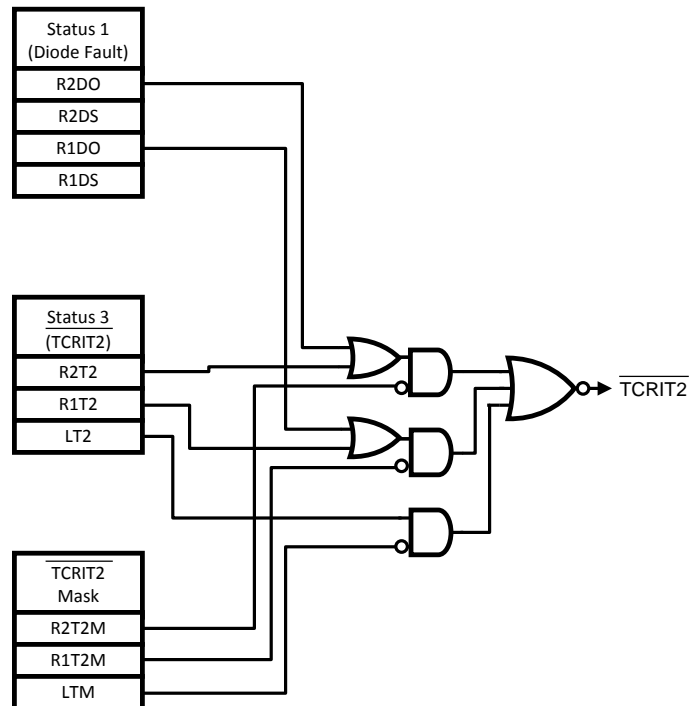 Status 1
(Diode Fault)
R2DO
R2DS
R1DO
R1DS
Status 3
(TCRIT2)
R2T2
R1T2
LT2
TCRIT2
TCRIT2
Mask
R2T2M
R1T2M
LTM